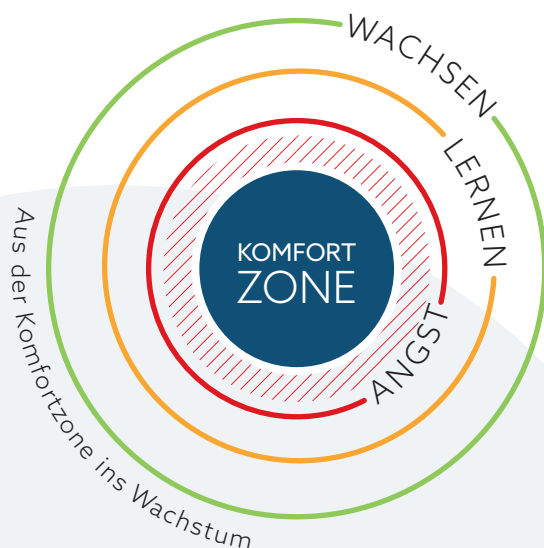 WACHSEN
LERNEN
ANGST
KOMFORT
ZONE
Aus der Komfortzone ins Wachstum